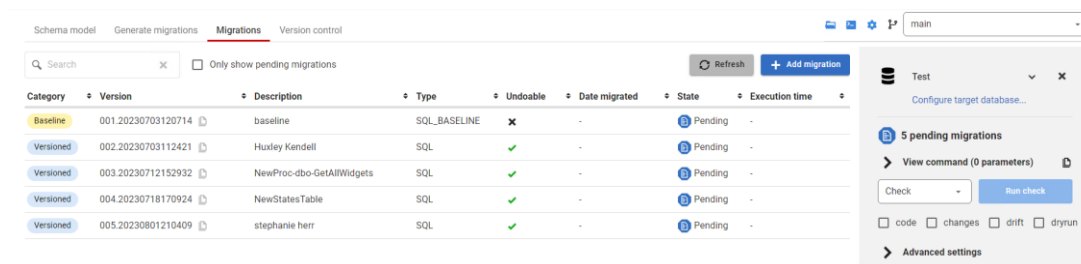 Schema model Generate migrations Migrations Version control
main
Search Only show pending migrations Refresh + Add migration
Category Version Description Type Undoable Date migrated State Execution time
Baseline 001.20230703120714 baseline SQL_BASELINE - Pending -
Versioned 002.20230703112421 Huxley Kendell SQL - Pending -
Versioned 003.20230712152932 NewProc-dbo-GetAllWidgets SQL - Pending -
Versioned 004.20230718170924 NewStatesTable SQL - Pending -
Versioned 005.20230801210409 stephanie herr SQL - Pending -
Test
Configure target database...
5 pending migrations
View command (0 parameters)
Check Run check
code changes drift dryrun
Advanced settings